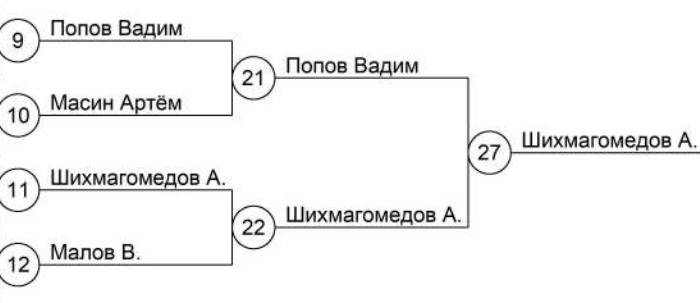 9 Попов Вадим
10 Масин Артём
21 Попов Вадим
11 Шихмагомедов А.
12 Малов В.
22 Шихмагомедов А.
27 Шихмагомедов А.